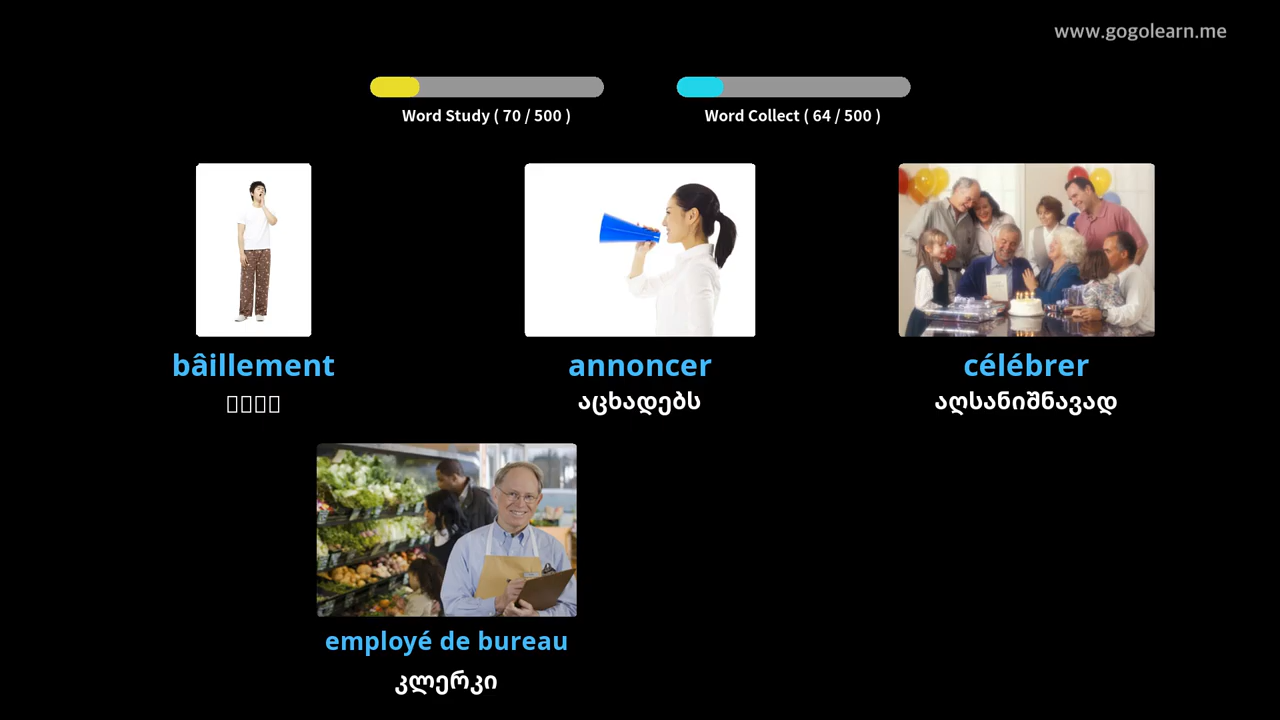 www.gogolearn.me
Word Study ( 70 / 500 )
Word Collect ( 64 / 500 )
bâillement
annoncer
célébrer
აცხადებს
აღსანიშნავად
employé de bureau
კლერკი